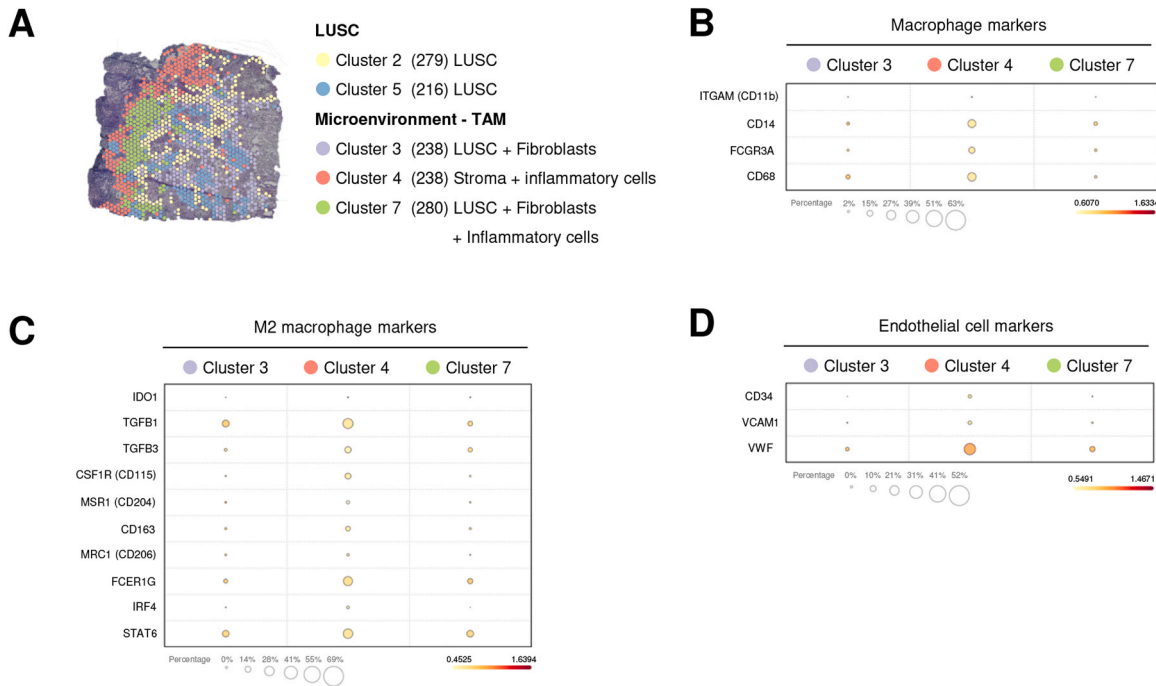 A
LUSC
Cluster 2 (279) LUSC
Cluster 5 (216) LUSC
Microenvironment - TAM
Cluster 3 (238) LUSC + Fibroblasts
Cluster 4 (238) Stroma + inflammatory cells
Cluster 7 (280) LUSC + Fibroblasts
+ Inflammatory cells
B
Macrophage markers
Cluster 3 Cluster 4 Cluster 7
ITGAM (CD11b)
CD14
FCGR3A
CD68
Percentage 2% 15% 27% 39% 51% 63%
0.6070 1.6334
C
M2 macrophage markers
Cluster 3 Cluster 4 Cluster 7
IDO1
TGFB1
TGFB3
CSF1R (CD115)
MSR1 (CD204)
CD163
MRC1 (CD206)
FCER1G
IRF4
STAT6
Percentage 0% 14% 28% 41% 55% 69%
0.4525 1.6394
D
Endothelial cell markers
Cluster 3 Cluster 4 Cluster 7
CD34
VCAM1
VWF
Percentage 0% 10% 21% 31% 41% 52%
0.5491 1.4671